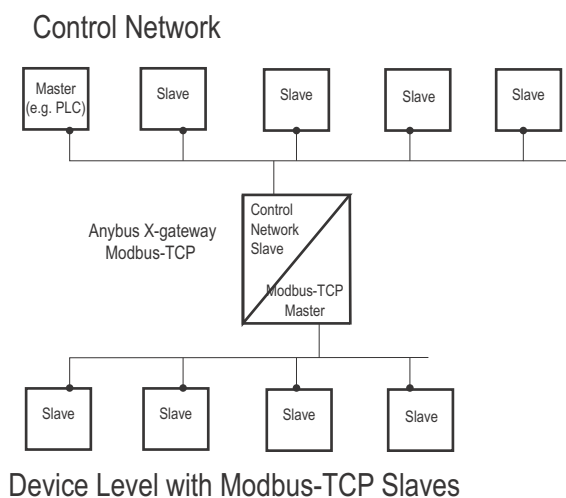 Control Network
Master
(e.g. PLC)
Slave
Slave
Slave
Slave
Anybus X-gateway
Modbus-TCP
Control
Network
Slave
Modbus-TCP
Master
Slave
Slave
Slave
Slave
Device Level with Modbus-TCP Slaves